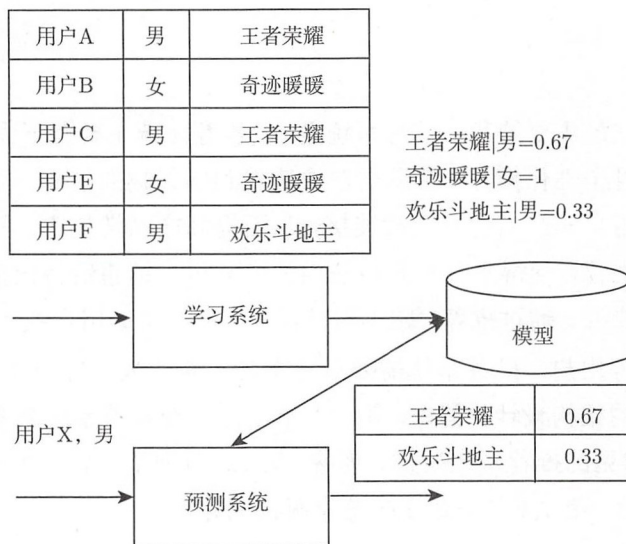 用户A 男 王者荣耀
用户B 女 奇迹暖暖
用户C 男 王者荣耀
用户E 女 奇迹暖暖
用户F 男 欢乐斗地主
王者荣耀|男=0.67
奇迹暖暖|女=1
欢乐斗地主|男=0.33
学习系统
模型
用户X，男
预测系统
王者荣耀 0.67
欢乐斗地主 0.33